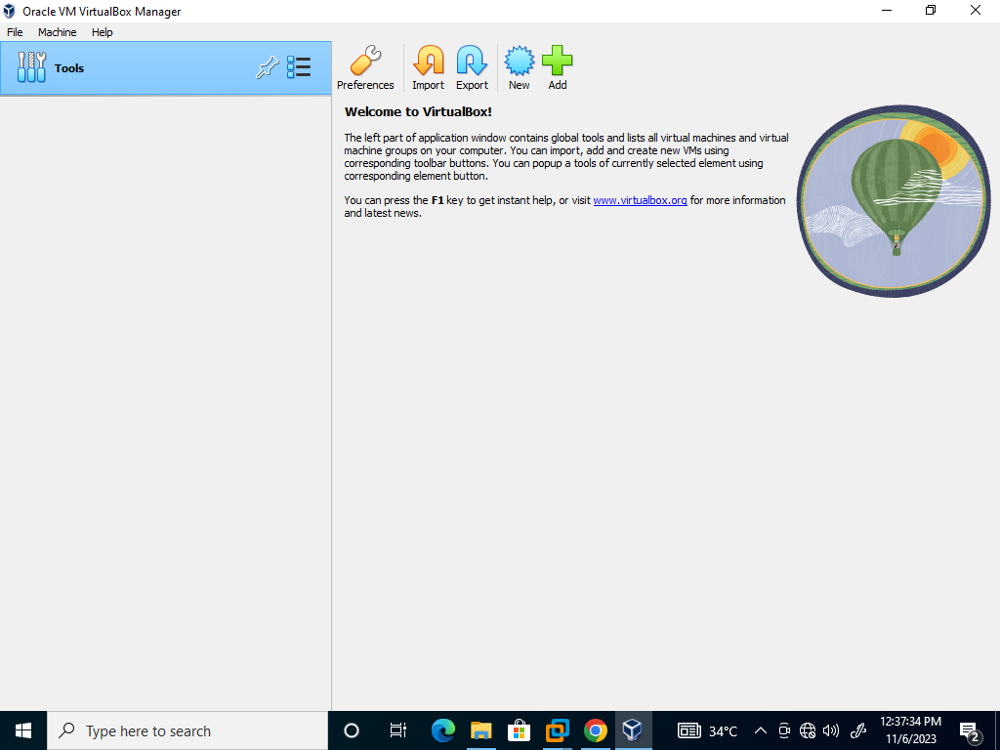 Oracle VM VirtualBox Manager
File Machine Help
Tools
Preferences Import Export New Add
Welcome to VirtualBox!
The left part of application window contains global tools and lists all virtual machines and virtual
machine groups on your computer. You can import, add and create new VMs using
corresponding toolbar buttons. You can popup a tools of currently selected element using
corresponding element button.
You can press the F1 key to get instant help, or visit www.virtualbox.org for more information
and latest news.
Type here to search
34°C
12:37:34 PM
11/6/2023
2